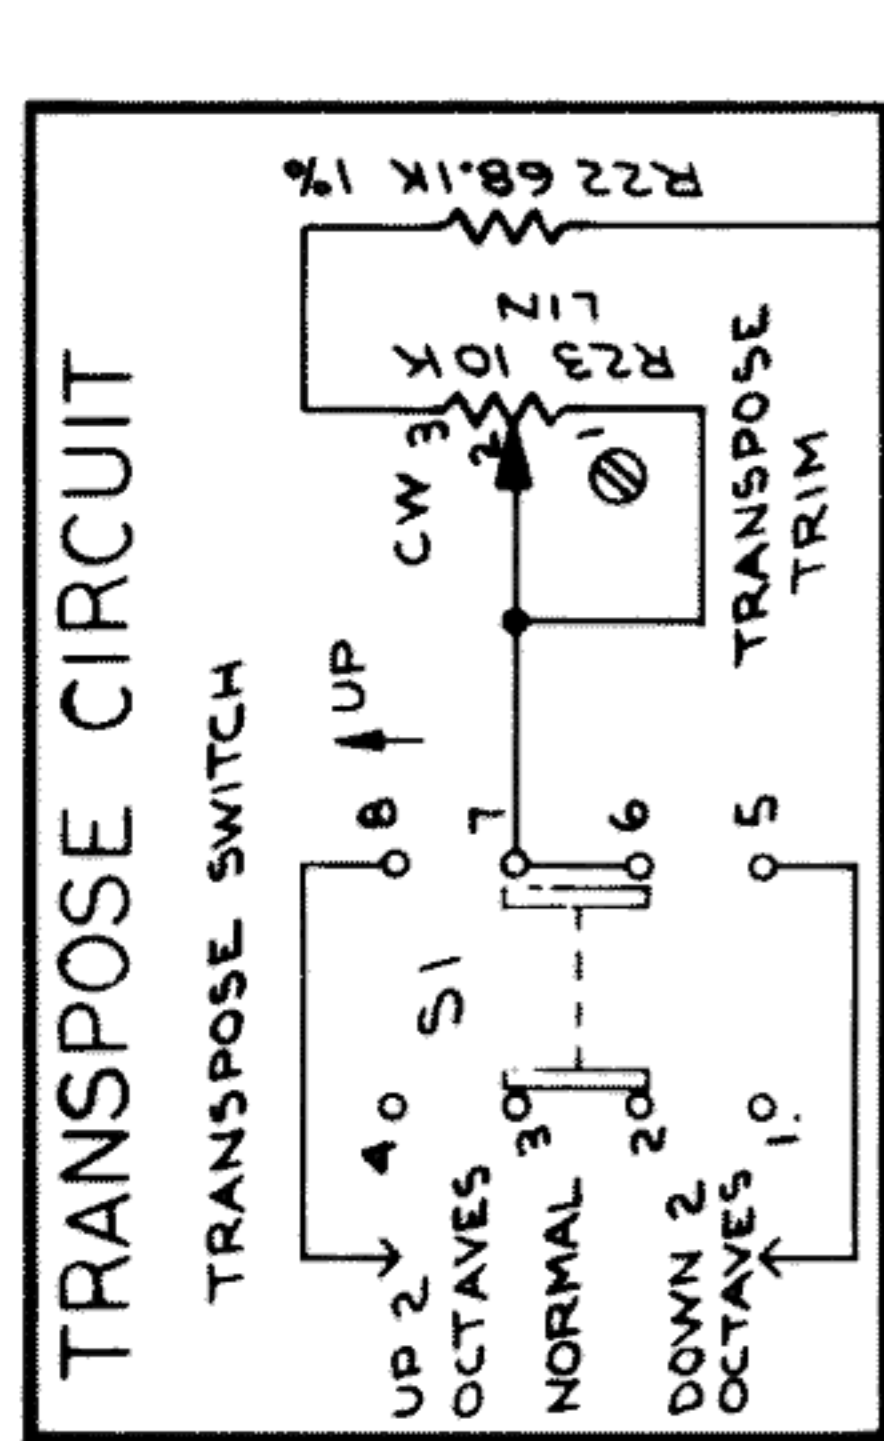 TRANSPOSE CIRCUIT
TRANSPOSE SWITCH
UP
R22 68.1K 1%
LIN
R23 10K
CW 3
2
1
TRANSPOSE
TRIM
8
7
6
5
S1
4
3
2
1.
UP 2
OCTAVES
NORMAL
DOWN 2
OCTAVES